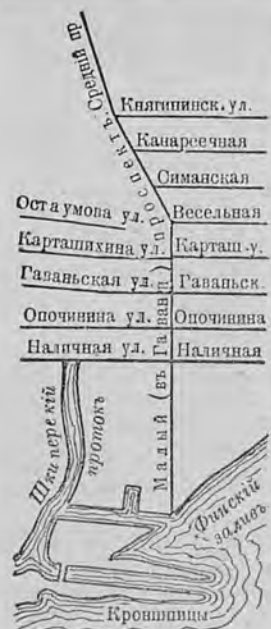 Средній пр
Княгининск. ул.
Канареечная
Симанская
Остаумова ул.
Весельная
Карташихина ул.
Карташ-у.
Гаваньская ул.
Гаваньск.
Опочинина ул.
Опочинина
Наличная ул.
Наличная
Малый (въ Гавани) проспектъ.
Шкиперскій
протокъ
Финскій
заливъ
Кроншпицы